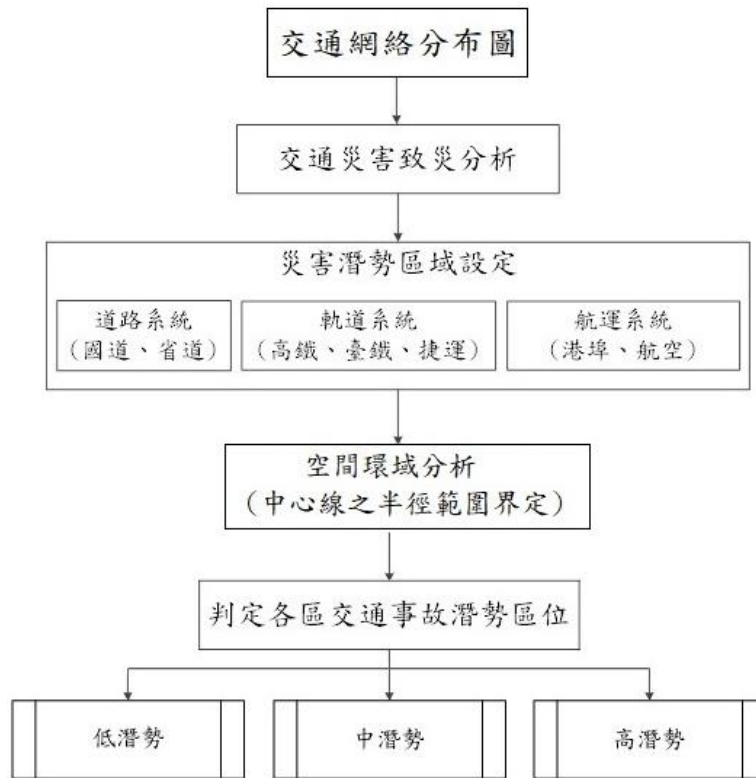 交通網絡分布圖
交通災害致災分析
災害潛勢區域設定
道路系統
（國道、省道）
軌道系統
（高鐵、臺鐵、捷運）
航運系統
（港埠、航空）
空間環域分析
（中心線之半徑範圍界定）
判定各區交通事故潛勢區位
低潛勢
中潛勢
高潛勢